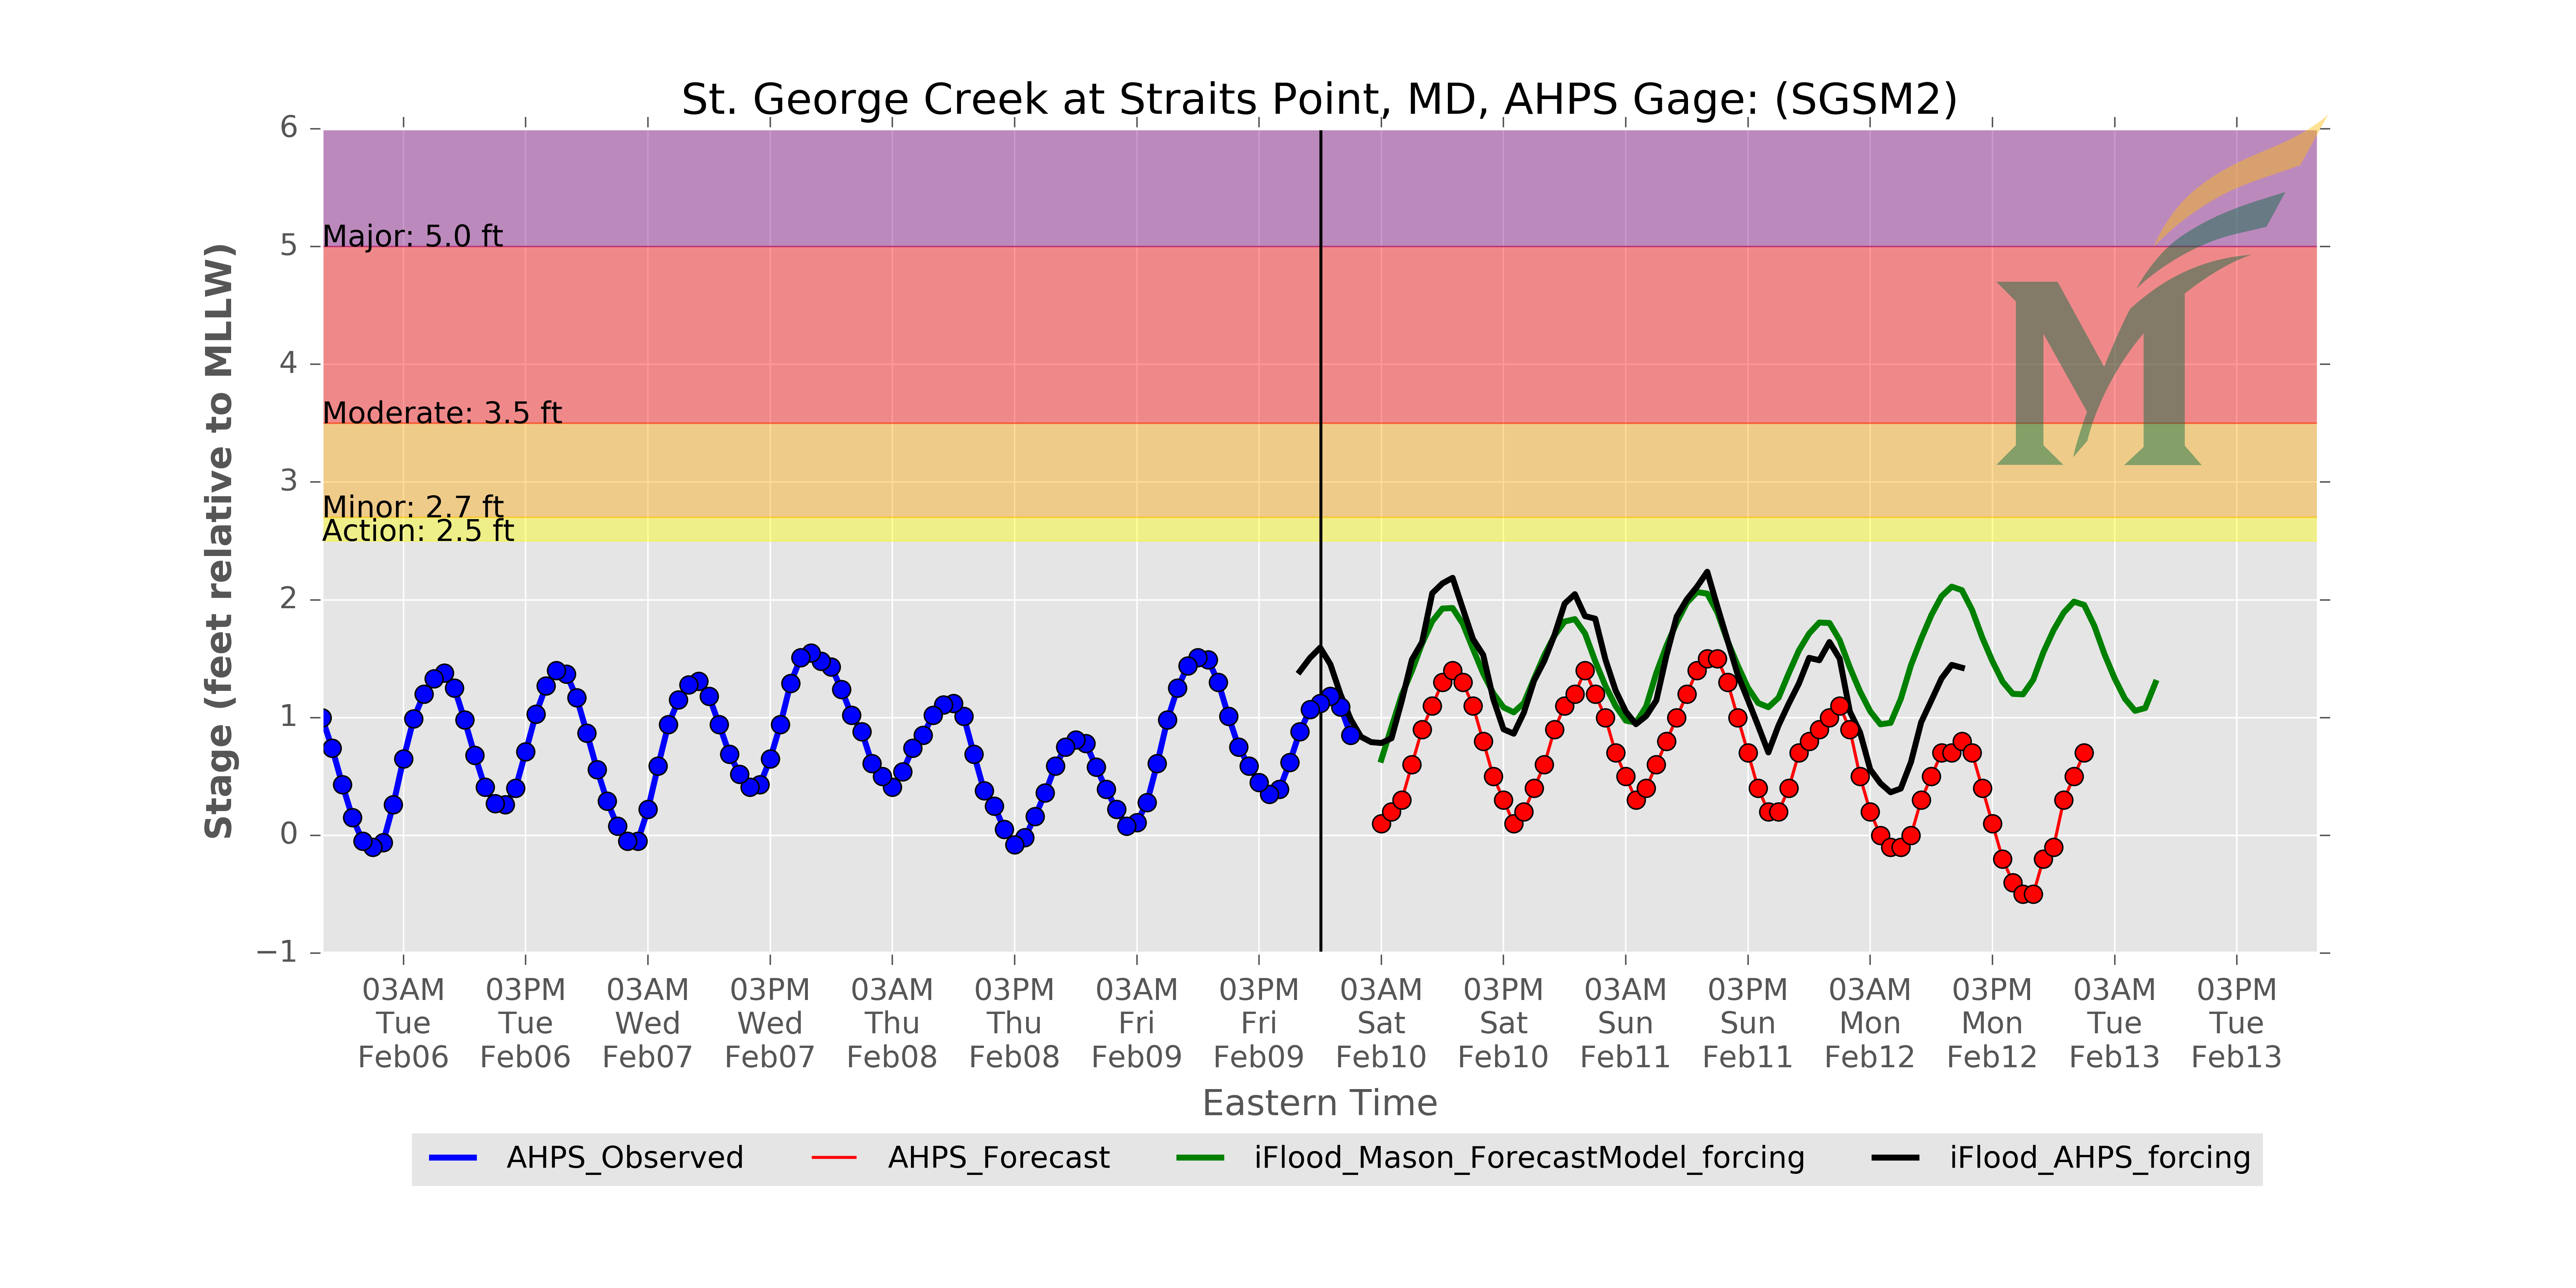 St. George Creek at Straits Point, MD, AHPS Gage: (SGSM2)
Stage (feet relative to MLLW)
6
5
4
3
2
1
0
−1
Major: 5.0 ft
Moderate: 3.5 ft
Minor: 2.7 ft
Action: 2.5 ft
M
03AM 03PM 03AM 03PM 03AM 03PM 03AM 03PM 03AM 03PM 03AM 03PM 03AM 03PM 03AM 03PM
Tue Tue Wed Wed Thu Thu Fri Fri Sat Sat Sun Sun Mon Mon Tue Tue
Feb06 Feb06 Feb07 Feb07 Feb08 Feb08 Feb09 Feb09 Feb10 Feb10 Feb11 Feb11 Feb12 Feb12 Feb13 Feb13
Eastern Time
AHPS_Observed AHPS_Forecast iFlood_Mason_ForecastModel_forcing iFlood_AHPS_forcing